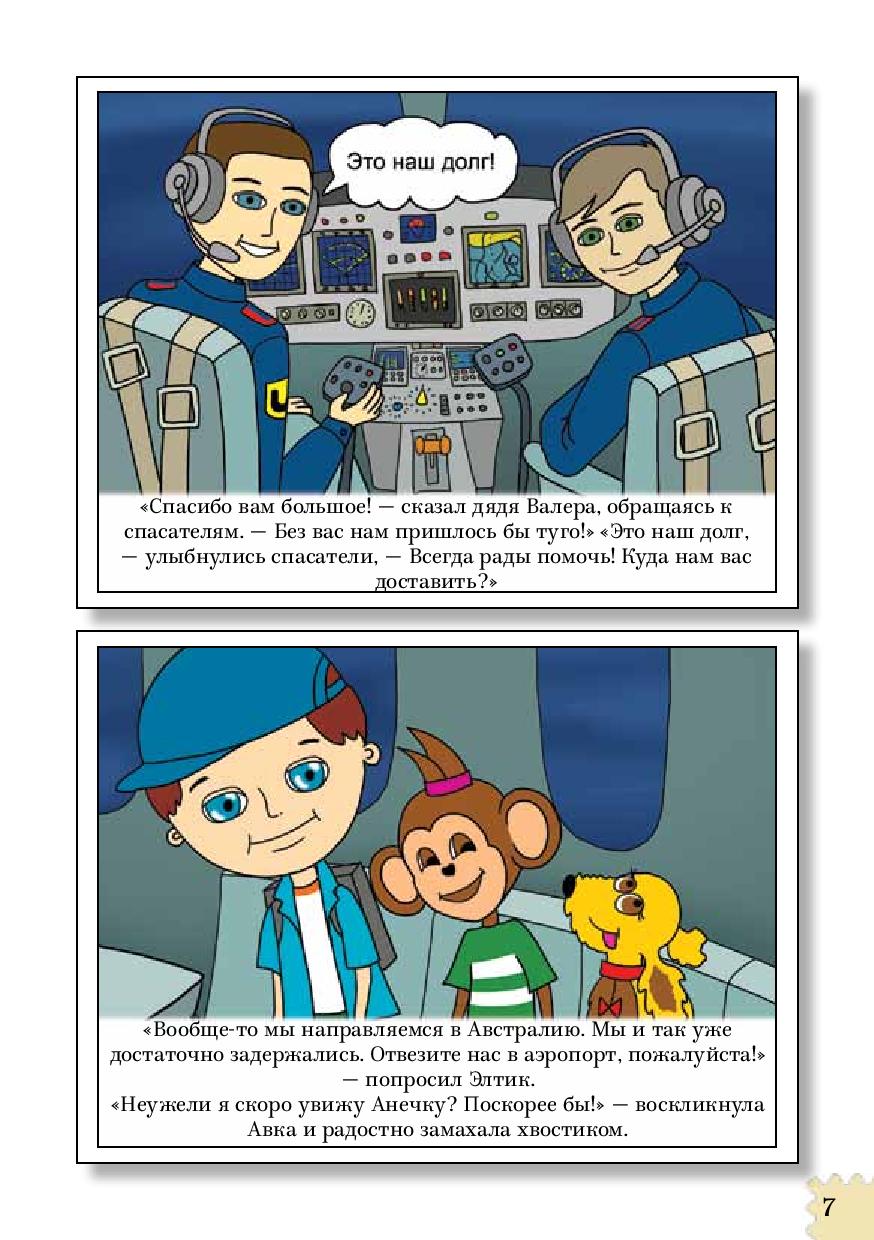 Это наш долг!
«Спасибо вам большое! — сказал дядя Валера, обращаясь к
спасателям. — Без вас нам пришлось бы туго!» «Это наш долг,
— улыбнулись спасатели, — Всегда рады помочь! Куда нам вас
доставить?»
«Вообще-то мы направляемся в Австралию. Мы и так уже
достаточно задержались. Отвезите нас в аэропорт, пожалуйста!»
— попросил Элтик.
«Неужели я скоро увижу Анечку? Поскорее бы!» — воскликнула
Авка и радостно замахала хвостиком.
7